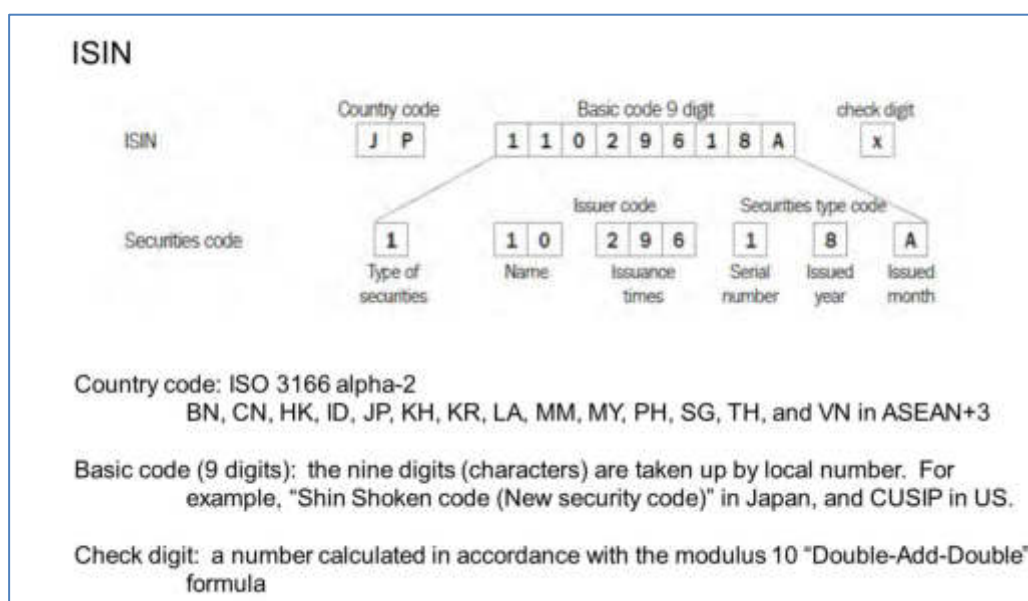 ISIN
Country code Basic code 9 digit check digit
ISIN J P 1 1 0 2 9 6 1 8 A x
Issuer code Securities type code
Securities code 1 1 0 2 9 6 1 8 A
Type of Name Issuance Serial Issued Issued
securities times number year month
Country code: ISO 3166 alpha-2
BN, CN, HK, ID, JP, KH, KR, LA, MM, MY, PH, SG, TH, and VN in ASEAN+3
Basic code (9 digits): the nine digits (characters) are taken up by local number. For
example, “Shin Shoken code (New security code)” in Japan, and CUSIP in US.
Check digit: a number calculated in accordance with the modulus 10 “Double-Add-Double”
formula